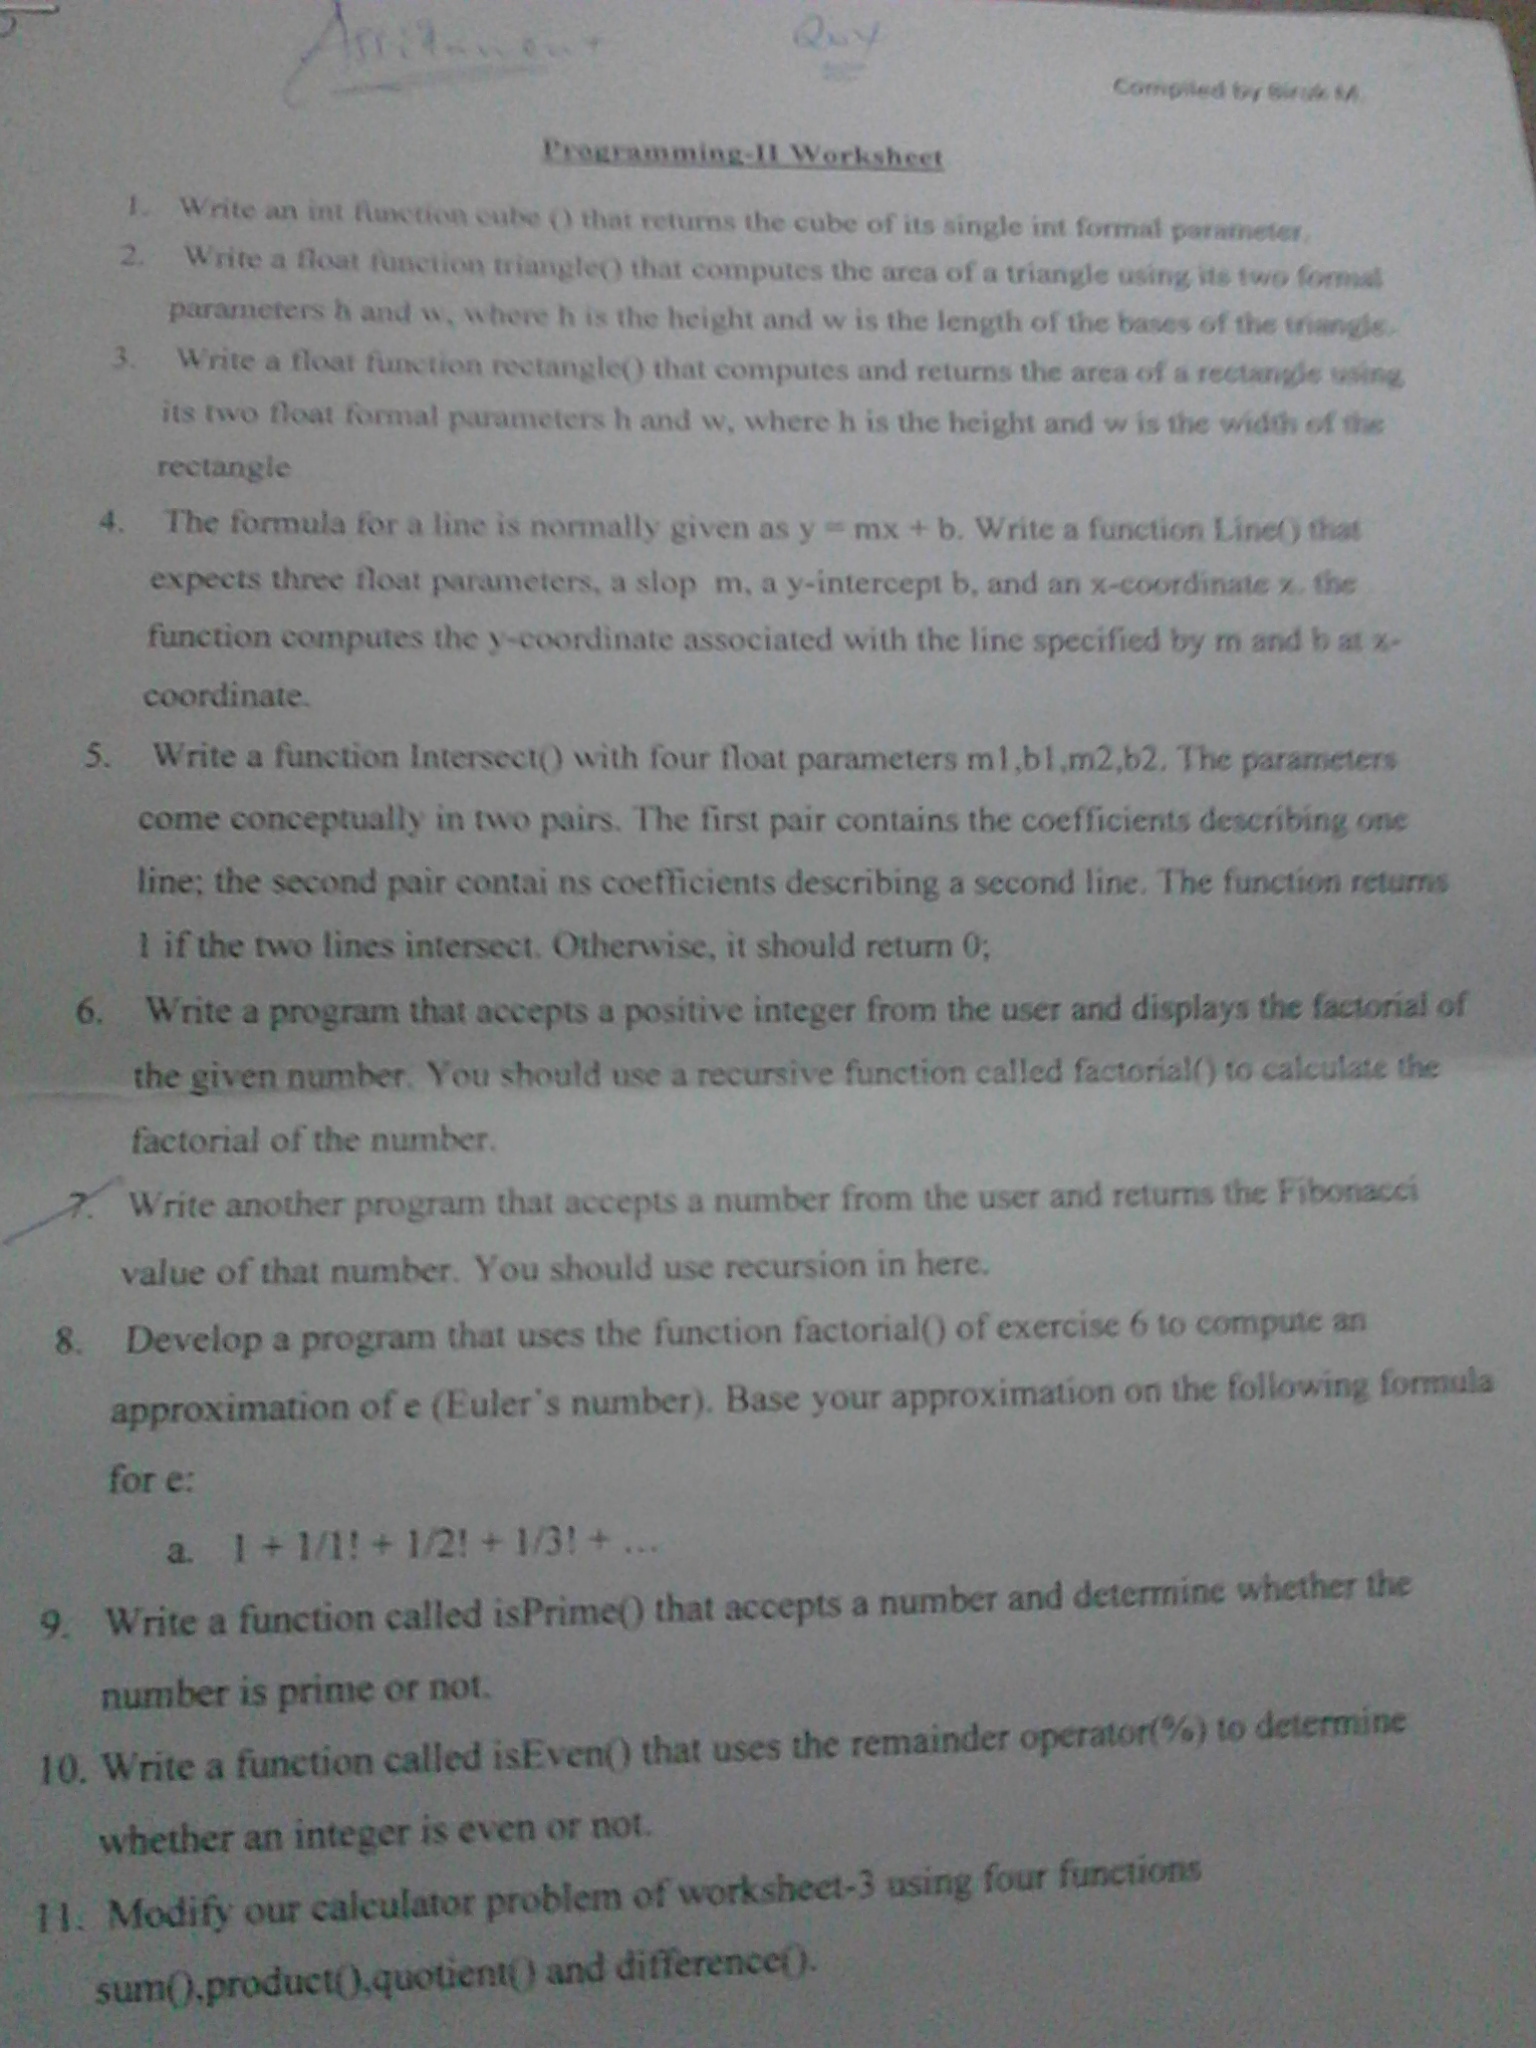 Assignment
Compiled by
Programming-II Worksheet
1. Write an int function cube () that returns the cube of its single int formal parameter.
2. Write a float function triangle() that computes the area of a triangle using its two formal
parameters h and w, where h is the height and w is the length of the bases of the triangle.
3. Write a float function rectangle() that computes and returns the area of a rectangle using
its two float formal parameters h and w, where h is the height and w is the width of the
rectangle
4. The formula for a line is normally given as y = mx + b. Write a function Line() that
expects three float parameters, a slop m, a y-intercept b, and an x-coordinate x. the
function computes the y-coordinate associated with the line specified by m and b at x-
coordinate.
5. Write a function Intersect() with four float parameters m1,b1,m2,b2. The parameters
come conceptually in two pairs. The first pair contains the coefficients describing one
line; the second pair contai ns coefficients describing a second line. The function returns
1 if the two lines intersect. Otherwise, it should return 0;
6. Write a program that accepts a positive integer from the user and displays the factorial of
the given number. You should use a recursive function called factorial() to calculate the
factorial of the number.
7. Write another program that accepts a number from the user and returns the Fibonacci
value of that number. You should use recursion in here.
8. Develop a program that uses the function factorial() of exercise 6 to compute an
approximation of e (Euler's number). Base your approximation on the following formula
for e:
a. 1 + 1/1! + 1/2! + 1/3! + ...
9. Write a function called isPrime() that accepts a number and determine whether the
number is prime or not.
10. Write a function called isEven() that uses the remainder operator(%) to determine
whether an integer is even or not.
11. Modify our calculator problem of worksheet-3 using four functions
sum(),product(),quotient() and difference().